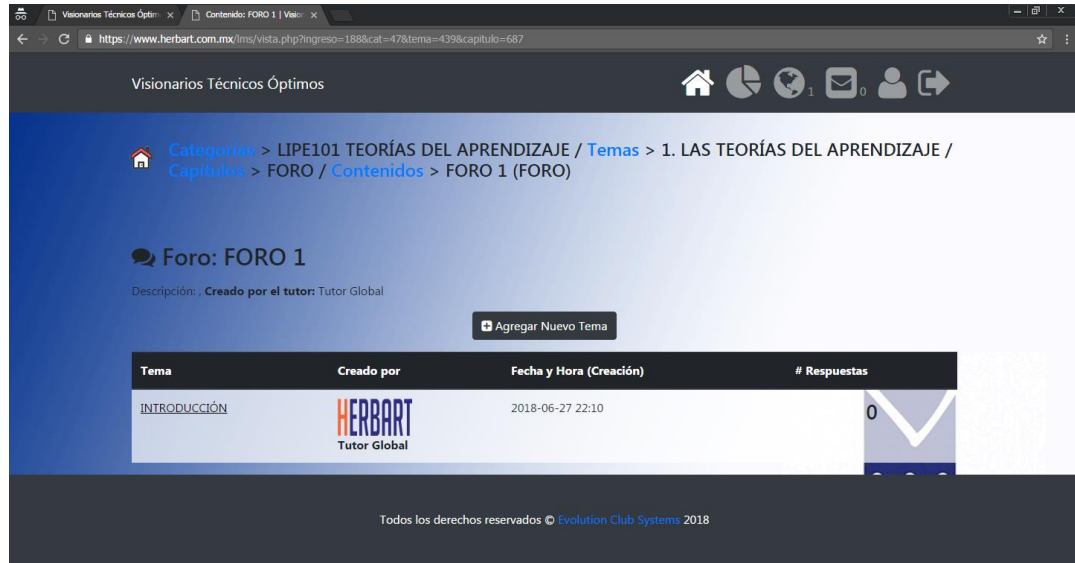 Visionarios Técnicos Óptim
Contenido: FORO 1 | Vision
https://www.herbart.com.mx/lms/vista.php?ingreso=188&cat=47&tema=439&capitulo=687
Visionarios Técnicos Óptimos
1
0
Categorías > LIPE101 TEORÍAS DEL APRENDIZAJE / Temas > 1. LAS TEORÍAS DEL APRENDIZAJE /
Capítulos > FORO / Contenidos > FORO 1 (FORO)
Foro: FORO 1
Descripción: , Creado por el tutor: Tutor Global
Agregar Nuevo Tema
Tema Creado por Fecha y Hora (Creación) # Respuestas
INTRODUCCIÓN HERBART 2018-06-27 22:10 0
Tutor Global
Todos los derechos reservados © Evolution Club Systems 2018